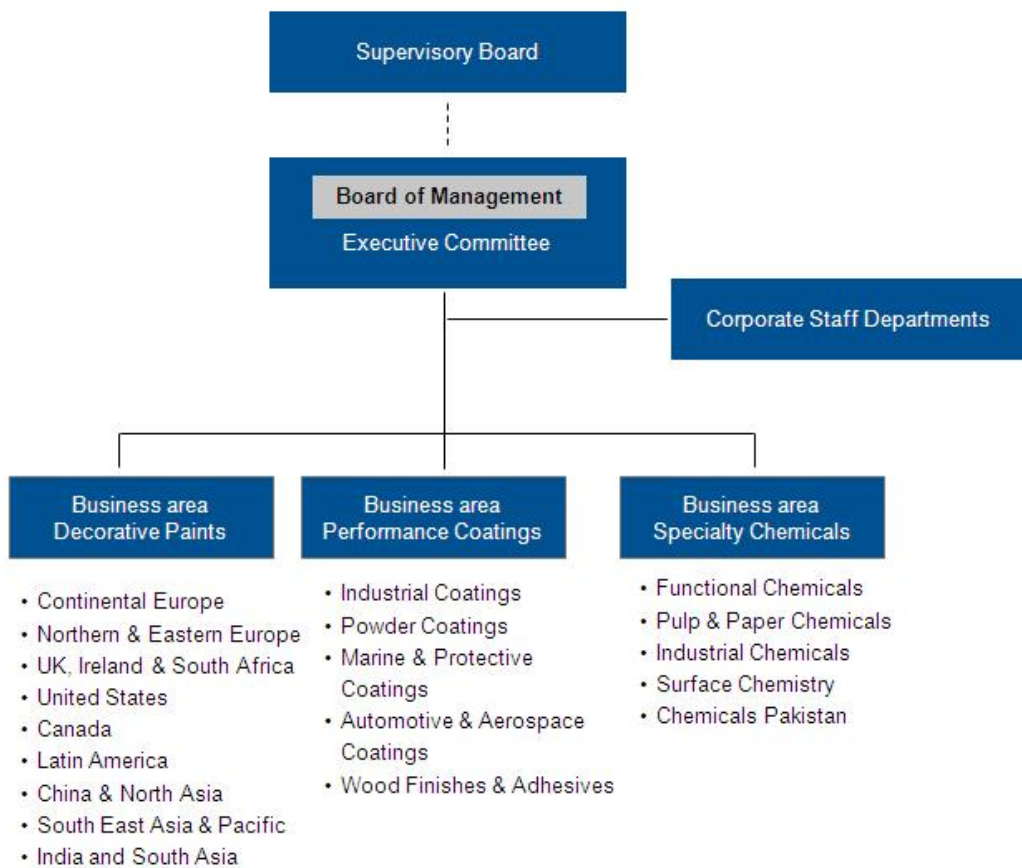 Supervisory Board
Board of Management
Executive Committee
Corporate Staff Departments
Business area
Decorative Paints
• Continental Europe
• Northern & Eastern Europe
• UK, Ireland & South Africa
• United States
• Canada
• Latin America
• China & North Asia
• South East Asia & Pacific
• India and South Asia
Business area
Performance Coatings
• Industrial Coatings
• Powder Coatings
• Marine & Protective
Coatings
• Automotive & Aerospace
Coatings
• Wood Finishes & Adhesives
Business area
Specialty Chemicals
• Functional Chemicals
• Pulp & Paper Chemicals
• Industrial Chemicals
• Surface Chemistry
• Chemicals Pakistan